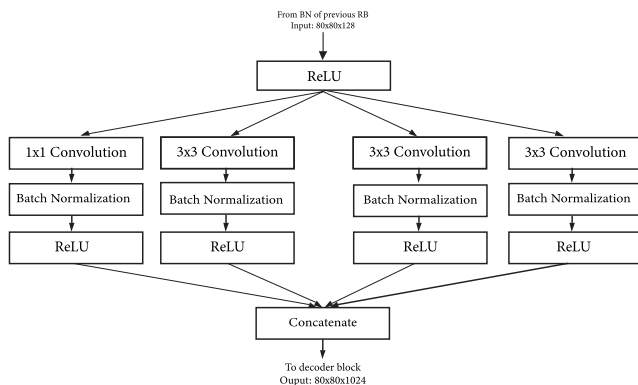 From BN of previous RB
Input: 80x80x128
ReLU
1x1 Convolution
3x3 Convolution
3x3 Convolution
3x3 Convolution
Batch Normalization
Batch Normalization
Batch Normalization
Batch Normalization
ReLU
ReLU
ReLU
ReLU
Concatenate
To decoder block
Ouput: 80x80x1024